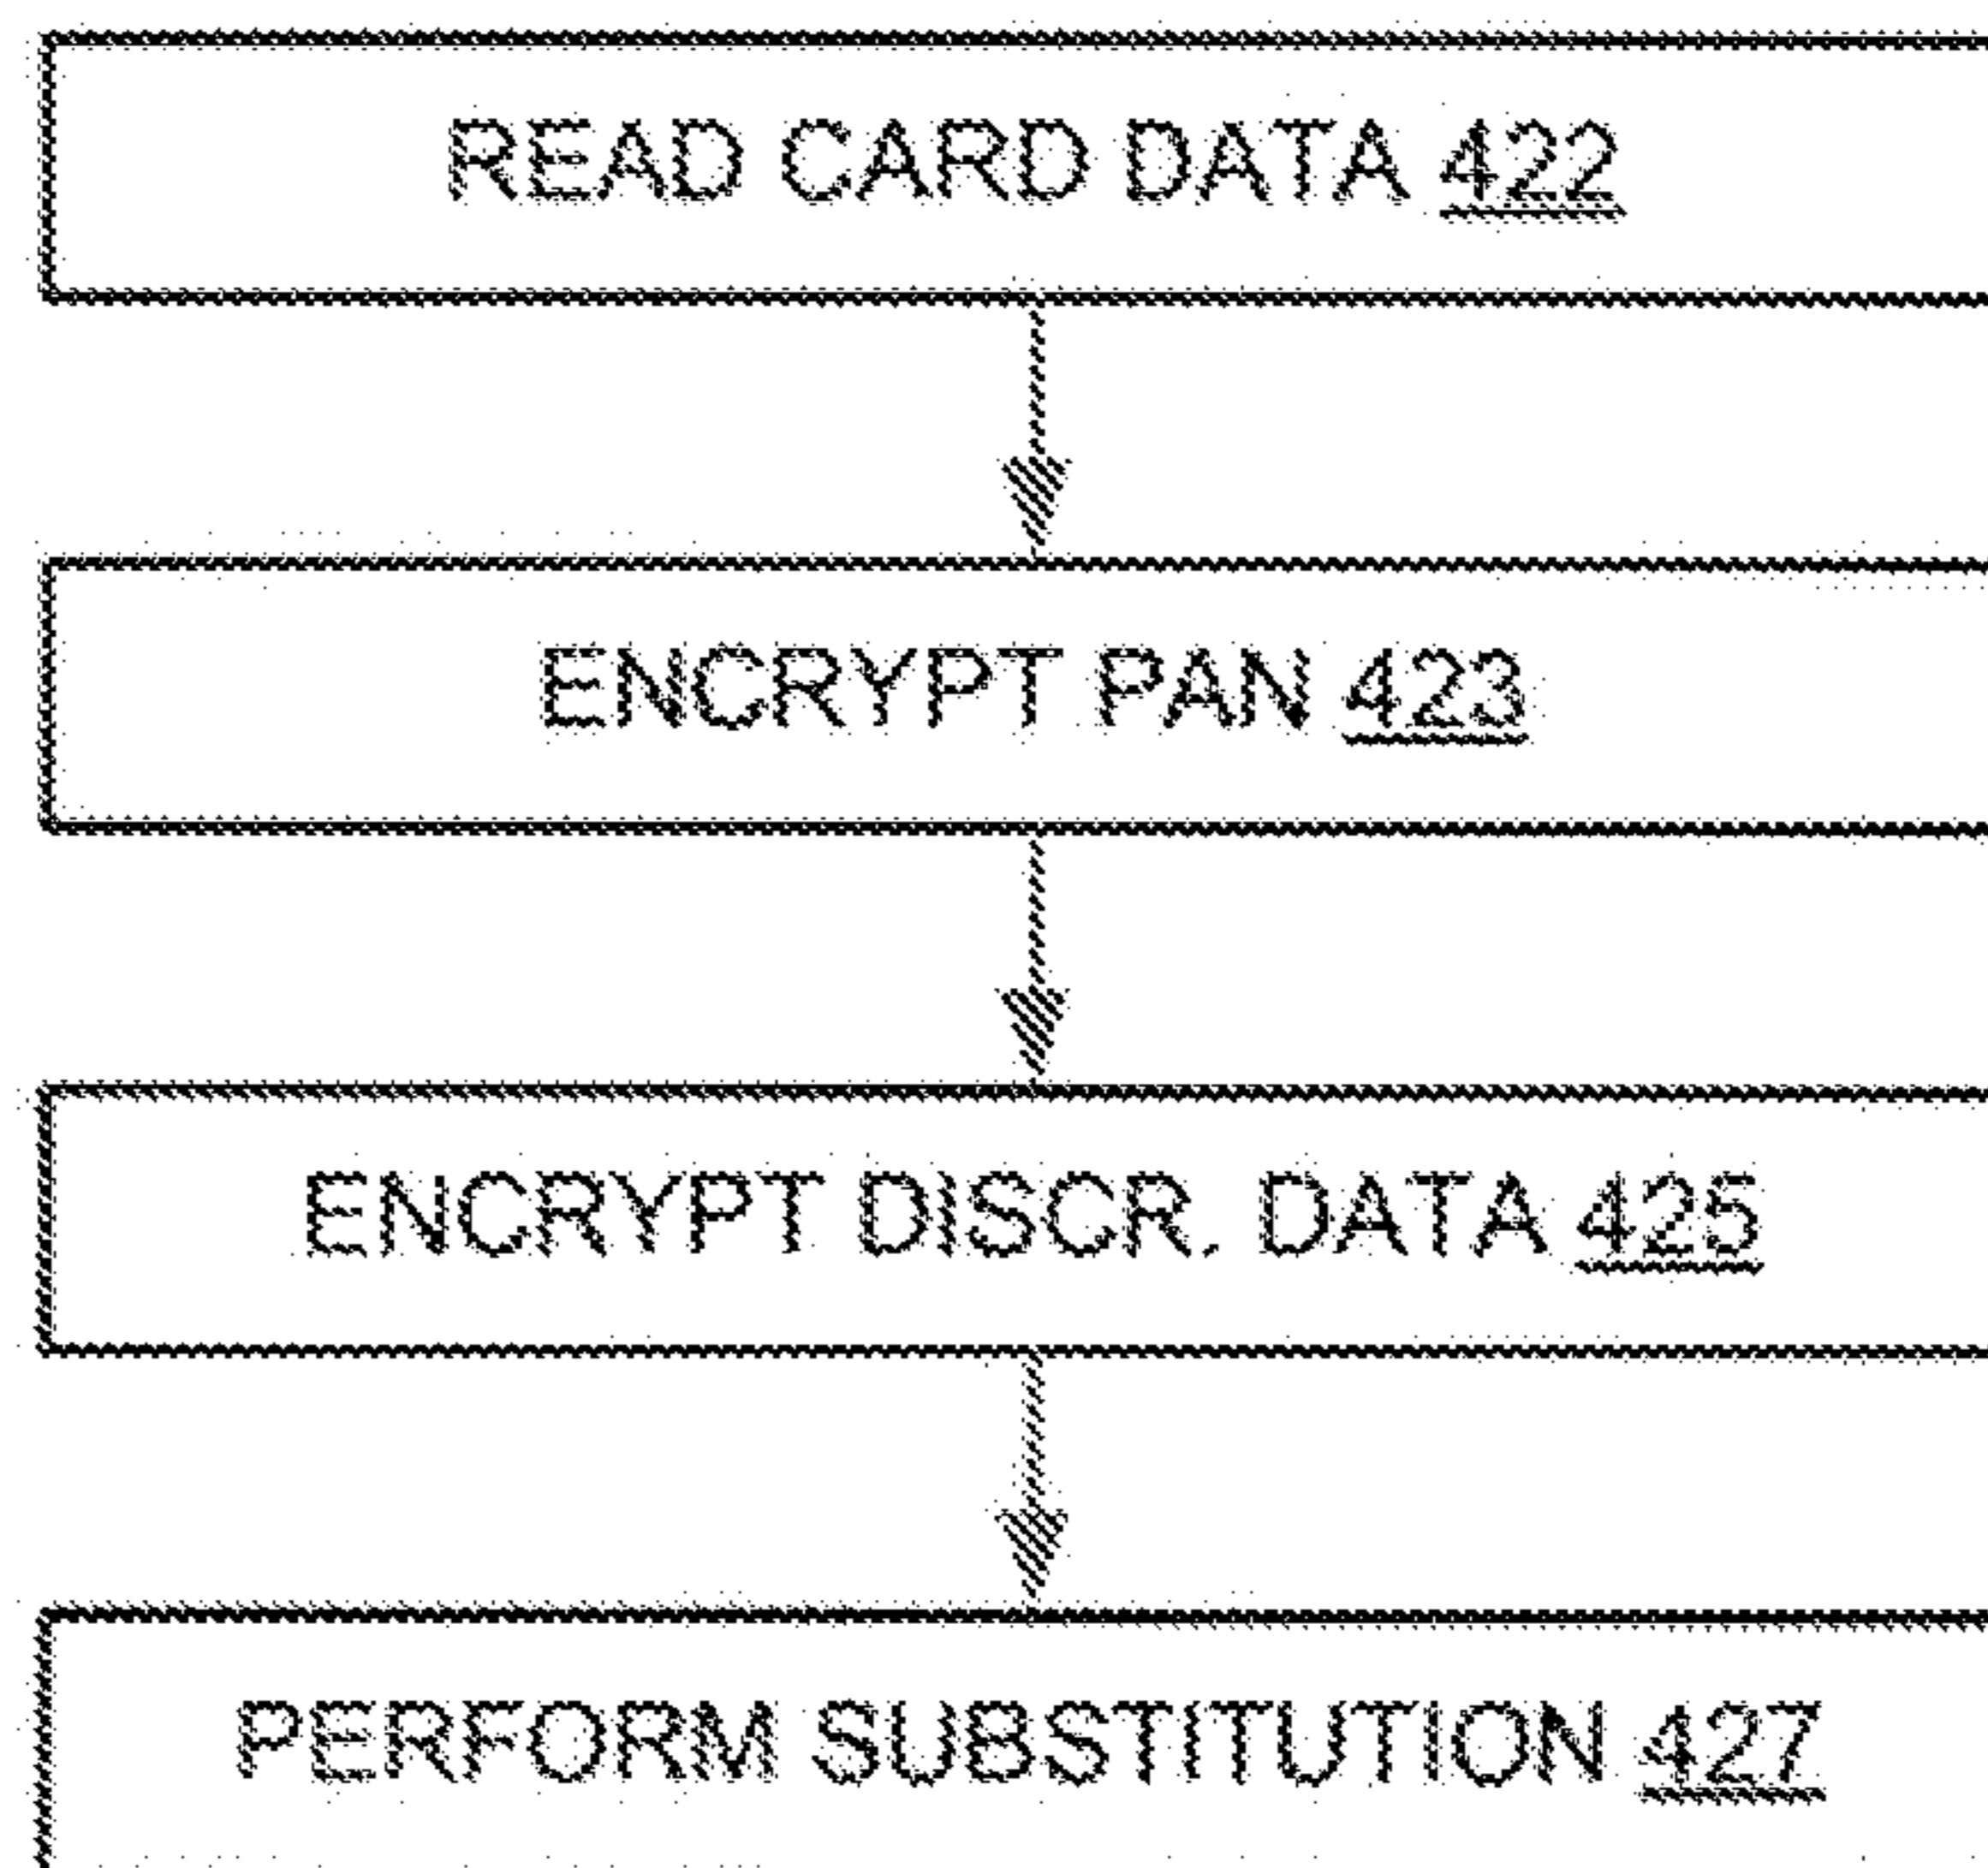 READ CARD DATA 422
ENCRYPT PAN 423
ENCRYPT DISCR. DATA 425
PERFORM SUBSTITUTION 427